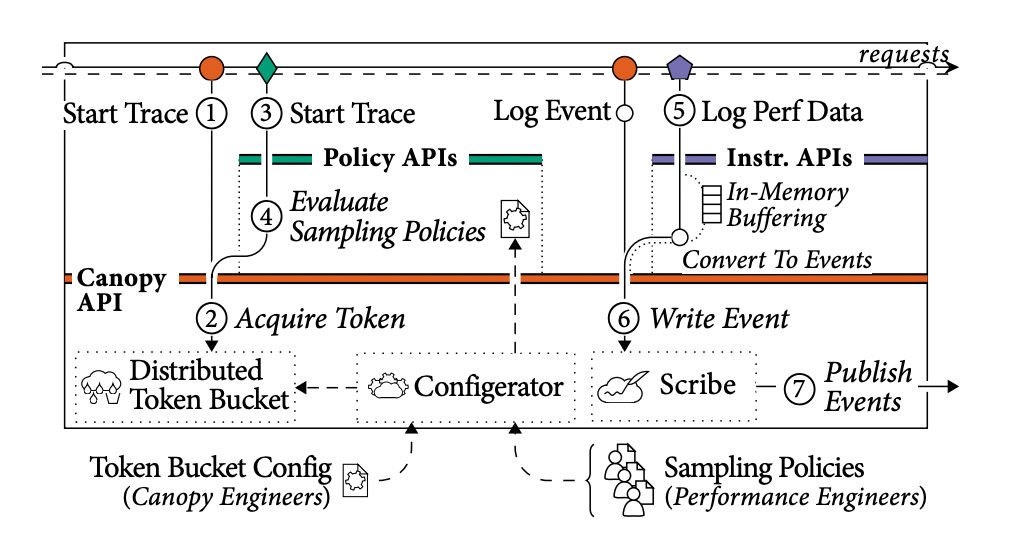 requests
Start Trace 1
3 Start Trace
Log Event
5 Log Perf Data
Policy APIs
Instr. APIs
4 Evaluate
Sampling Policies
In-Memory
Buffering
Convert To Events
Canopy
API
2 Acquire Token
6 Write Event
Distributed
Token Bucket
Configerator
Scribe
7 Publish
Events
Token Bucket Config
(Canopy Engineers)
Sampling Policies
(Performance Engineers)